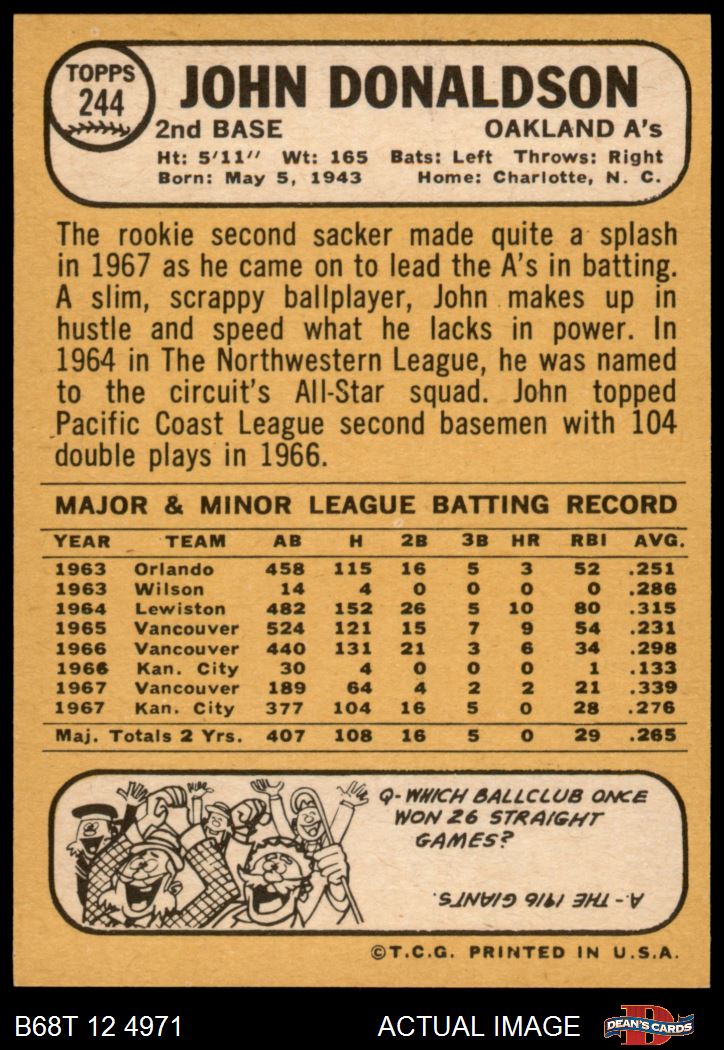 TOPPS
244
JOHN DONALDSON
2nd BASE OAKLAND A's
Ht: 5'11" Wt: 165 Bats: Left Throws: Right
Born: May 5, 1943 Home: Charlotte, N. C.
The rookie second sacker made quite a splash
in 1967 as he came on to lead the A's in batting.
A slim, scrappy ballplayer, John makes up in
hustle and speed what he lacks in power. In
1964 in The Northwestern League, he was named
to the circuit's All-Star squad. John topped
Pacific Coast League second basemen with 104
double plays in 1966.
MAJOR & MINOR LEAGUE BATTING RECORD
YEAR TEAM AB H 2B 3B HR RBI AVG.
1963 Orlando 458 115 16 5 3 52 .251
1963 Wilson 14 4 0 0 0 0 .286
1964 Lewiston 482 152 26 5 10 80 .315
1965 Vancouver 524 121 15 7 9 54 .231
1966 Vancouver 440 131 21 3 6 34 .298
1966 Kan. City 30 4 0 0 0 1 .133
1967 Vancouver 189 64 4 2 2 21 .339
1967 Kan. City 377 104 16 5 0 28 .276
Maj. Totals 2 Yrs. 407 108 16 5 0 29 .265
Q-WHICH BALLCLUB ONCE
WON 26 STRAIGHT
GAMES?
A-THE 1916 GIANTS.
©T.C.G. PRINTED IN U.S.A.
B68T 12 4971 ACTUAL IMAGE D DEAN'S CARDS